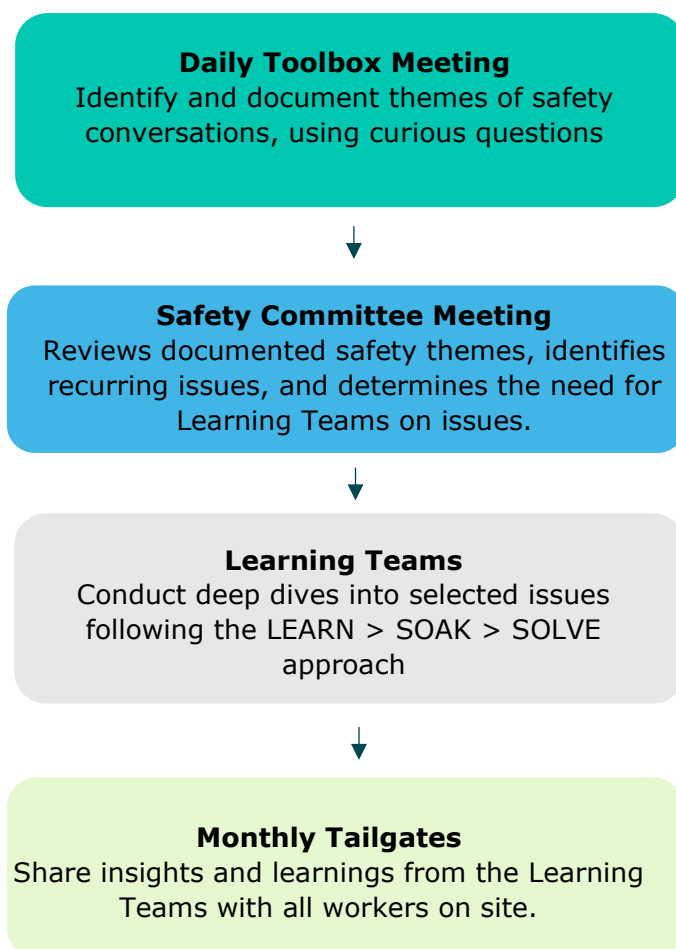 Daily Toolbox Meeting
Identify and document themes of safety
conversations, using curious questions
Safety Committee Meeting
Reviews documented safety themes, identifies
recurring issues, and determines the need for
Learning Teams on issues.
Learning Teams
Conduct deep dives into selected issues
following the LEARN > SOAK > SOLVE
approach
Monthly Tailgates
Share insights and learnings from the Learning
Teams with all workers on site.